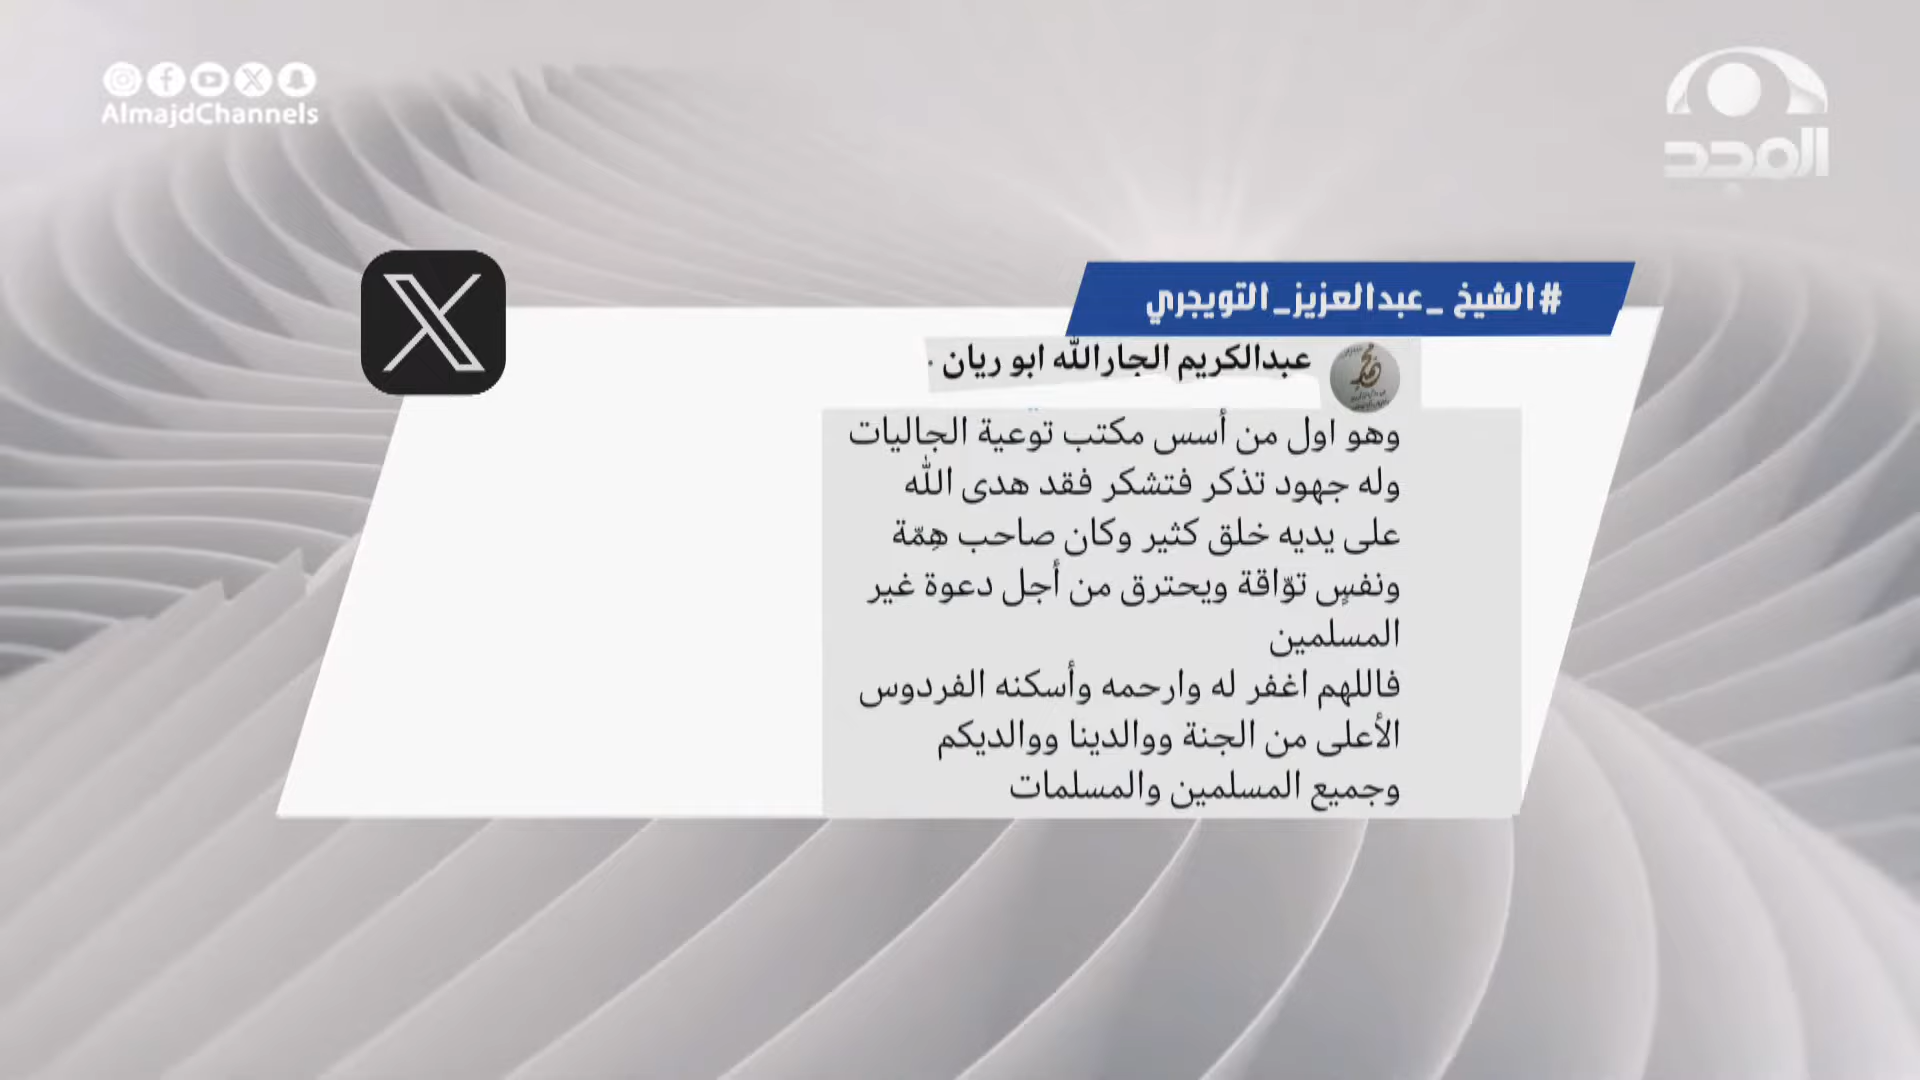 AlmajdChannels
المجد
#الشيخ _عبدالعزيز_التويجري
عبدالكريم الجارالله ابو ريان
وهو اول من أسس مكتب توعية الجاليات
وله جهود تذكر فتشكر فقد هدى الله
على يديه خلق كثير وكان صاحب هِمّة
ونفسٍ توّاقة ويحترق من أجل دعوة غير
المسلمين
فاللهم اغفر له وارحمه وأسكنه الفردوس
الأعلى من الجنة ووالدينا ووالديكم
وجميع المسلمين والمسلمات